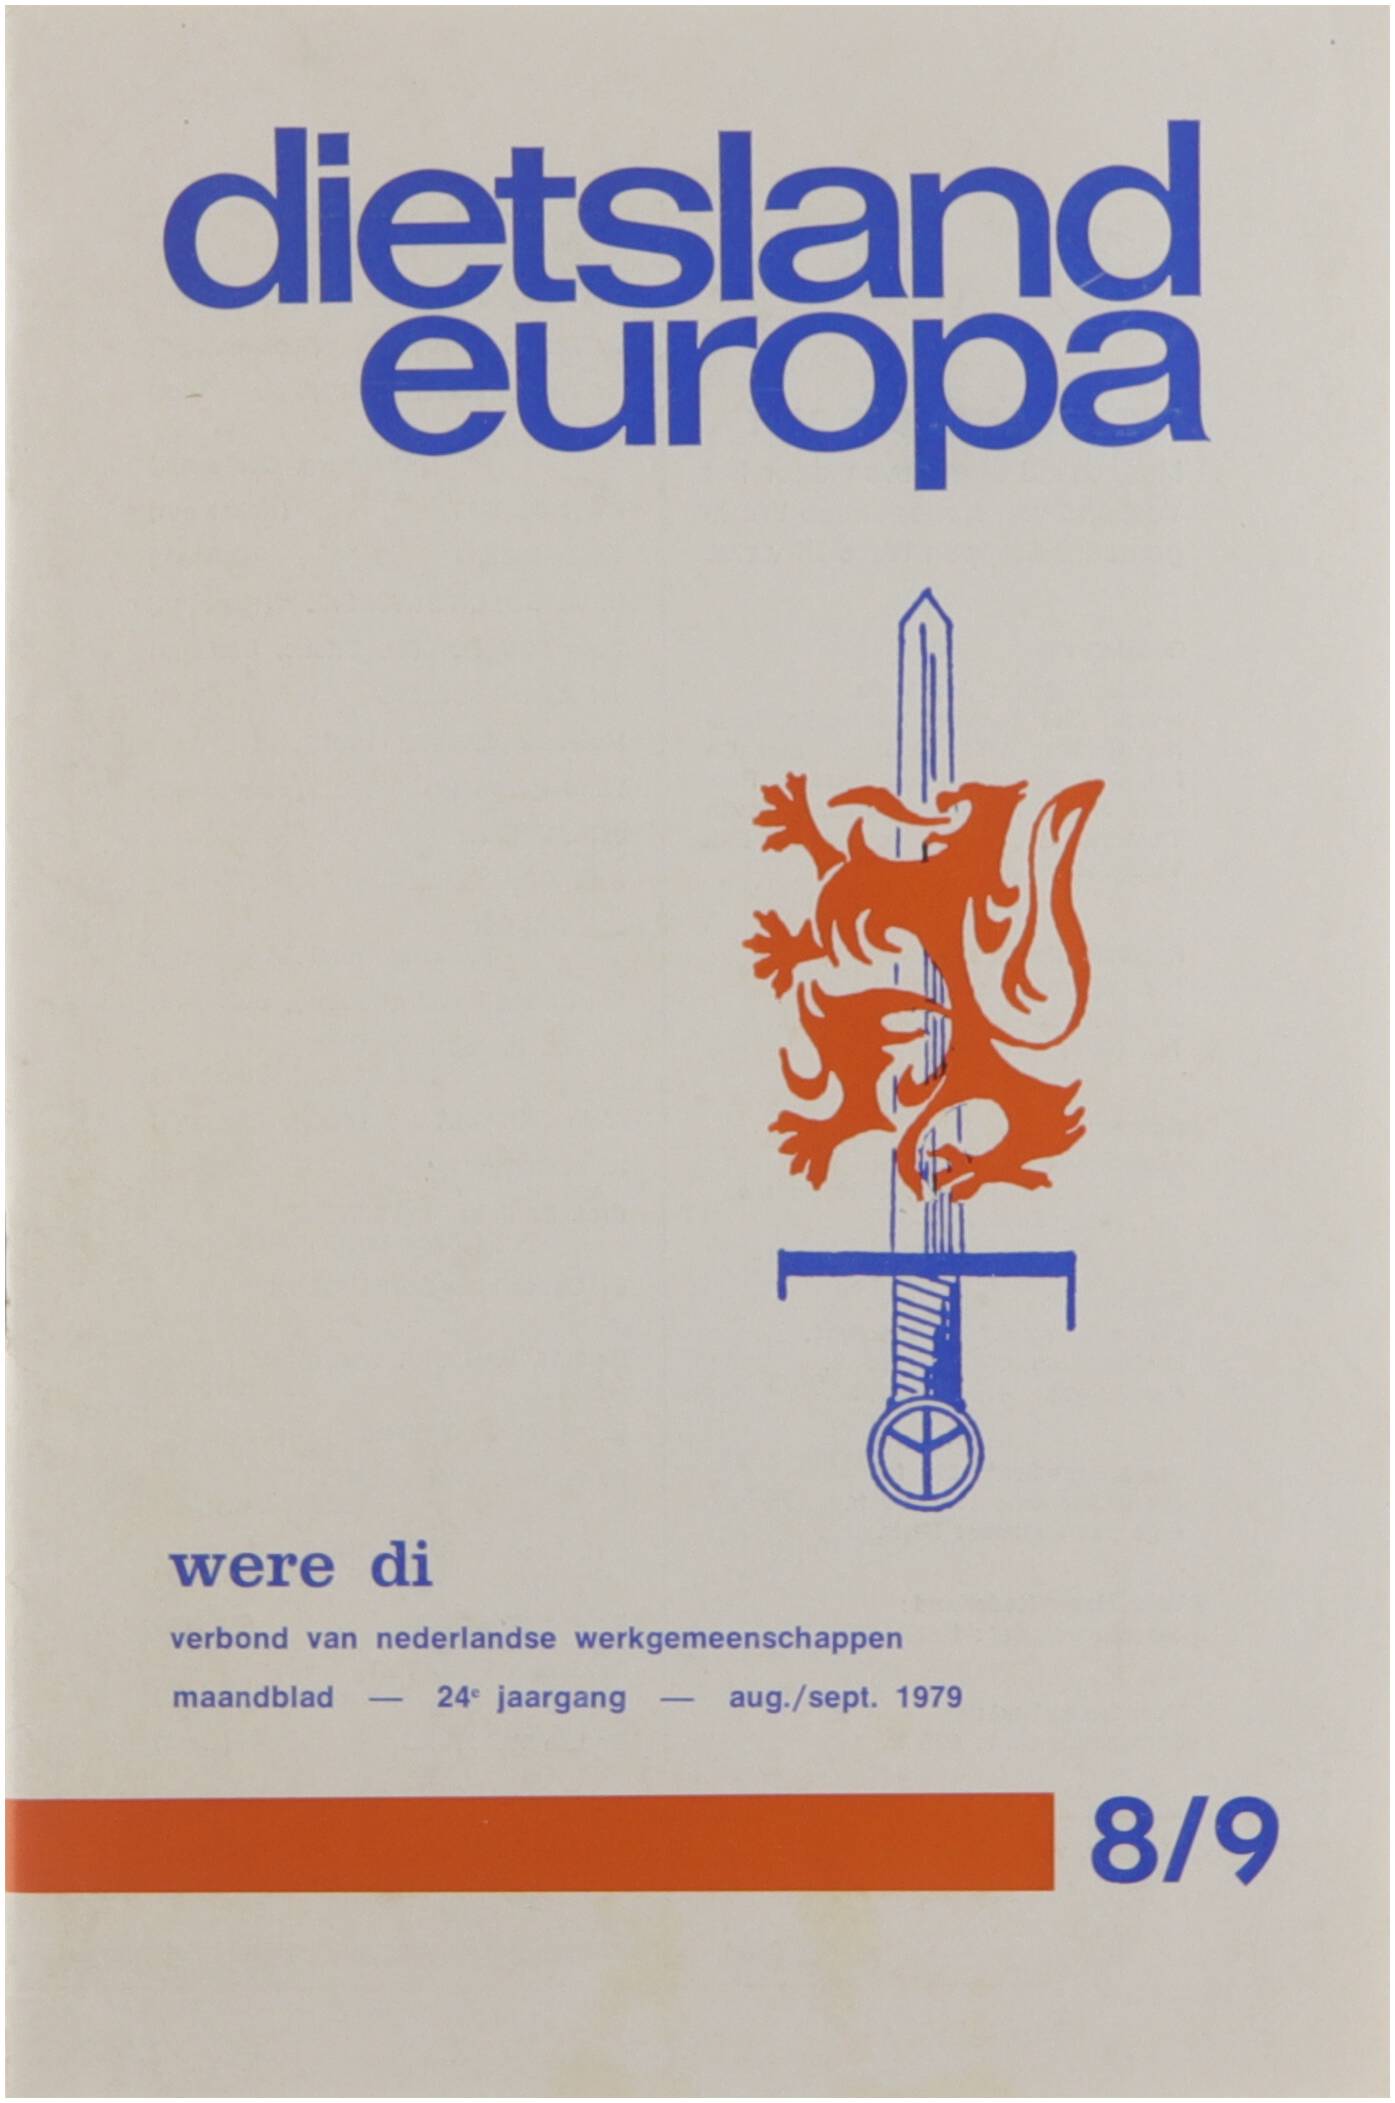 dietsland
europa
were di
verbond van nederlandse werkgemeenschappen
maandblad — 24e jaargang — aug./sept. 1979
8/9